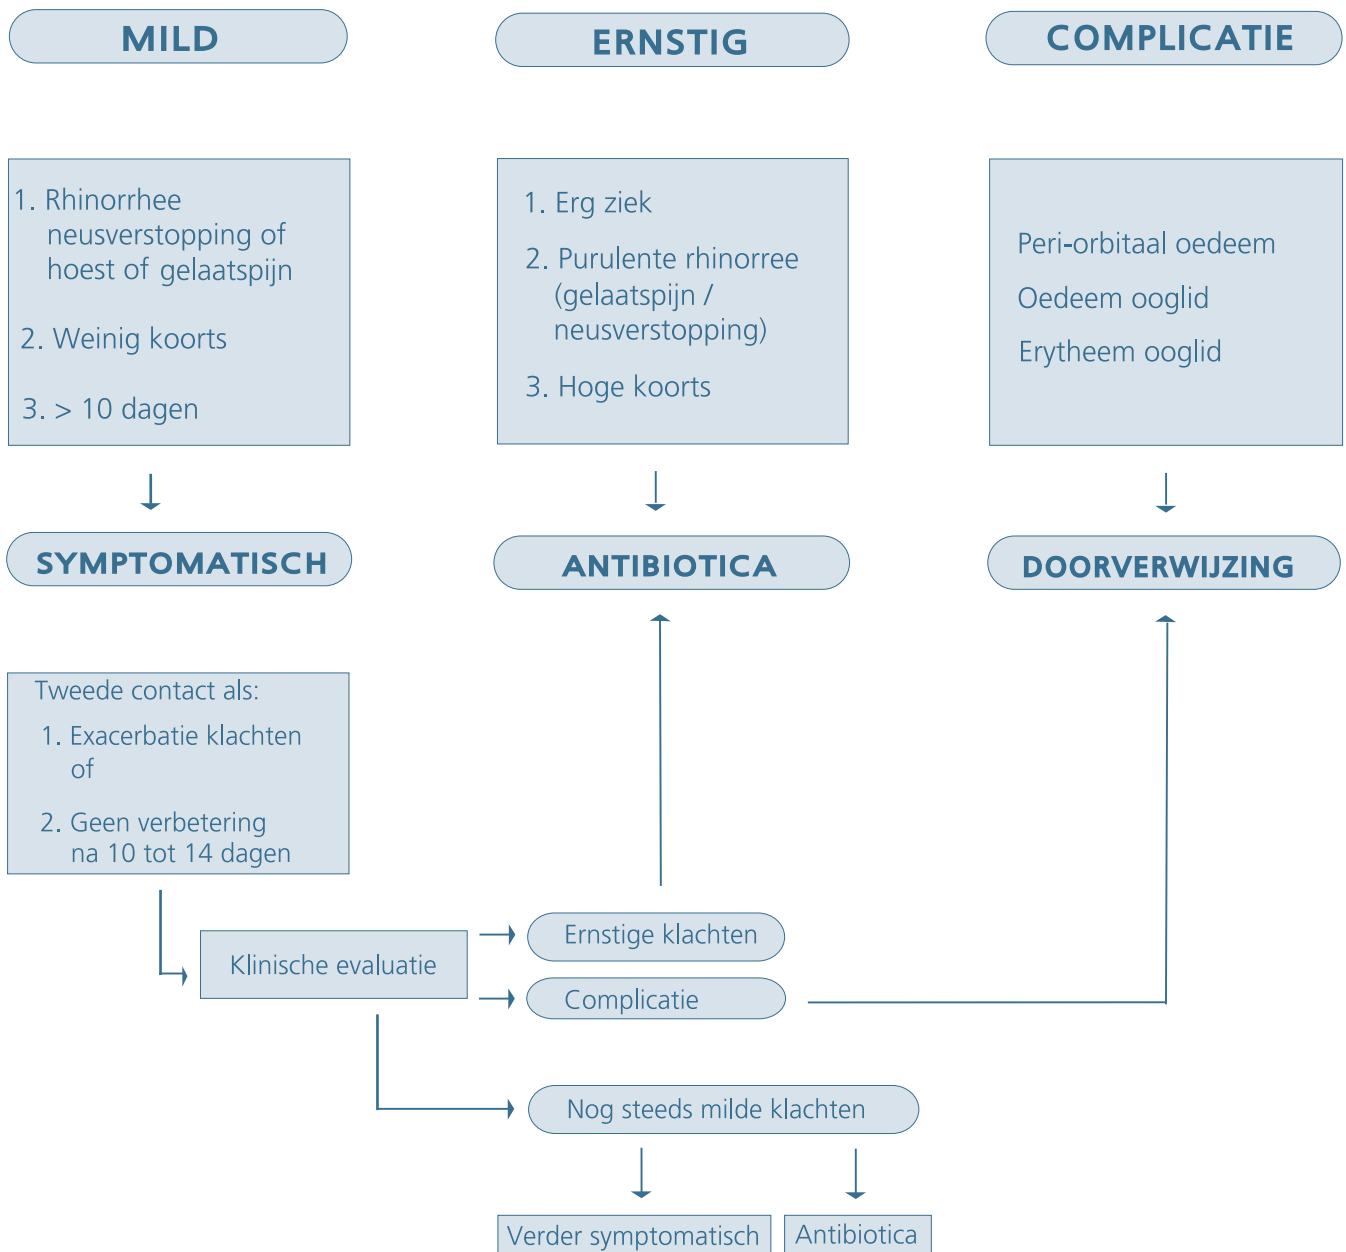 MILD
ERNSTIG
COMPLICATIE
1. Rhinorrhee
neusverstopping of
hoest of gelaatspijn
2. Weinig koorts
3. > 10 dagen
1. Erg ziek
2. Purulente rhinorree
(gelaatspijn /
neusverstopping)
3. Hoge koorts
Peri-orbitaal oedeem
Oedeem ooglid
Erytheem ooglid
SYMPTOMATISCH
ANTIBIOTICA
DOORVERWIJZING
Tweede contact als:
1. Exacerbatie klachten
of
2. Geen verbetering
na 10 tot 14 dagen
Klinische evaluatie
Ernstige klachten
Complicatie
Nog steeds milde klachten
Verder symptomatisch
Antibiotica